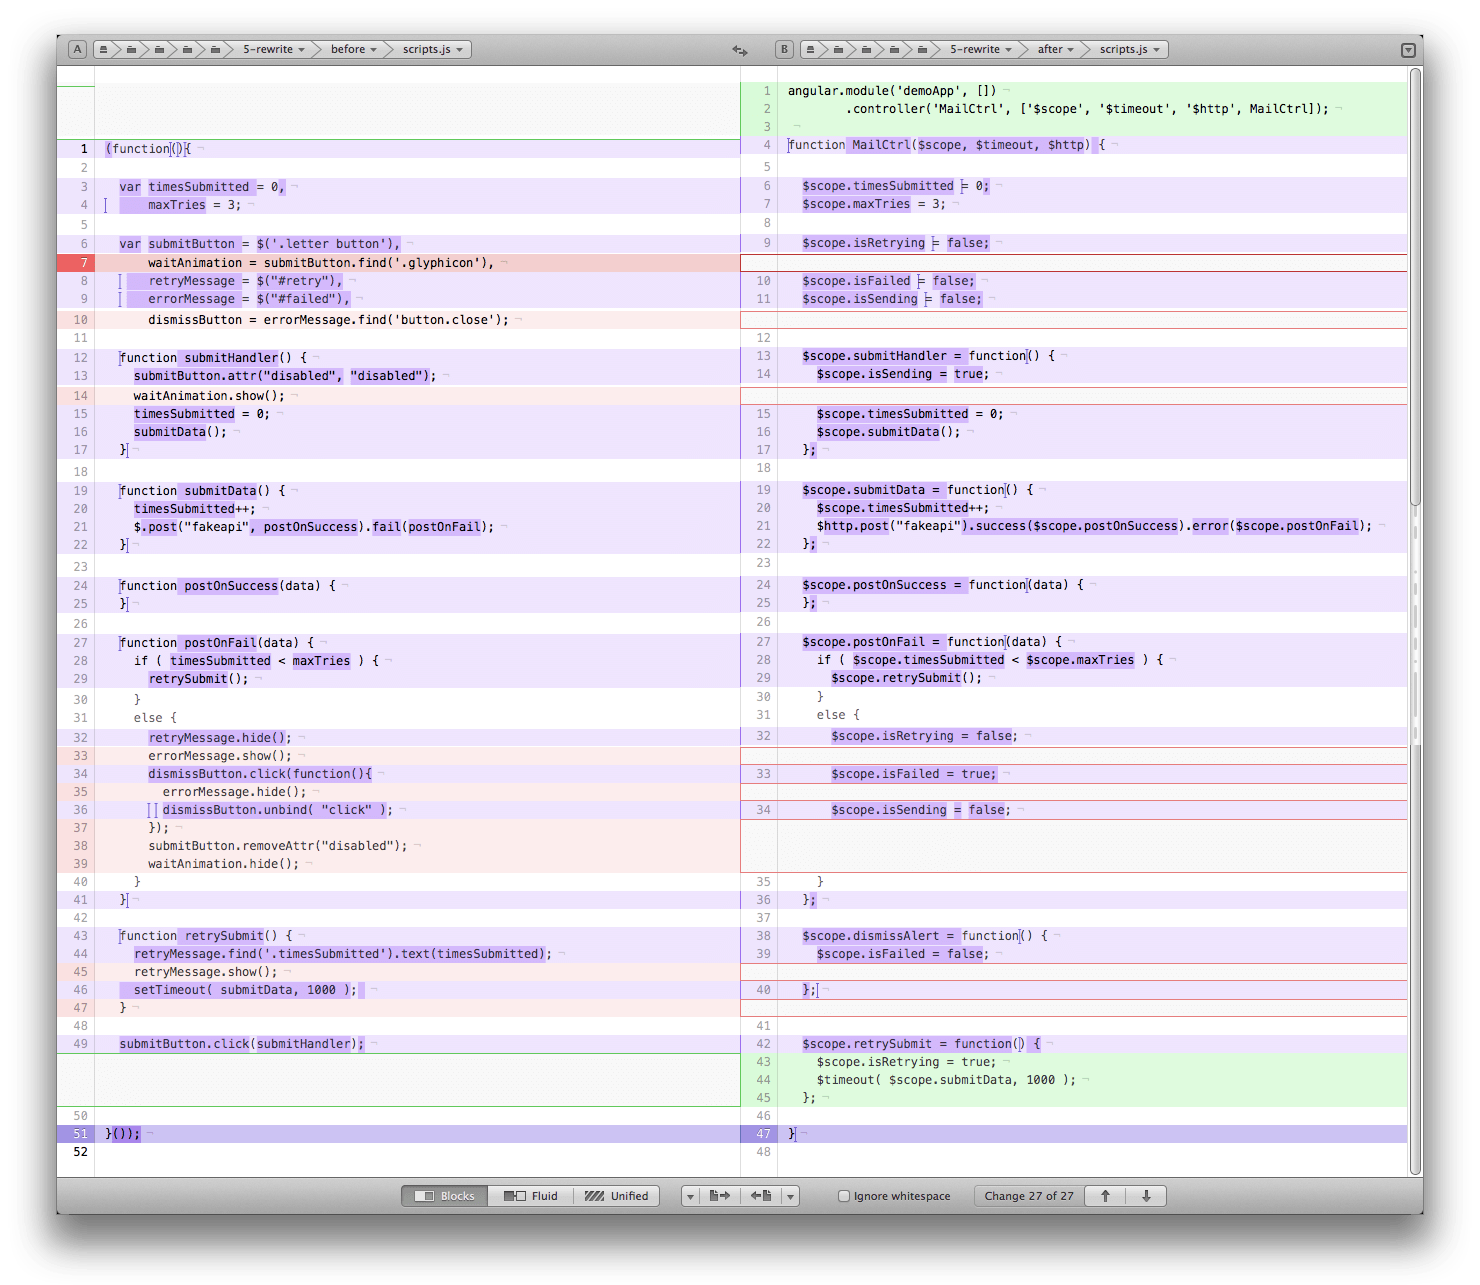 A 5-rewrite before scripts.js
B 5-rewrite after scripts.js
1 (function(){
2
3 var timesSubmitted = 0,
4 maxTries = 3;
5
6 var submitButton = $('.letter button'),
7 waitAnimation = submitButton.find('.glyphicon'),
8 retryMessage = $("#retry"),
9 errorMessage = $("#failed"),
10 dismissButton = errorMessage.find('button.close');
11
12 function submitHandler() {
13 submitButton.attr("disabled", "disabled");
14 waitAnimation.show();
15 timesSubmitted = 0;
16 submitData();
17 }
18
19 function submitData() {
20 timesSubmitted++;
21 $.post("fakeapi", postOnSuccess).fail(postOnFail);
22 }
23
24 function postOnSuccess(data) {
25 }
26
27 function postOnFail(data) {
28 if ( timesSubmitted < maxTries ) {
29 retrySubmit();
30 }
31 else {
32 retryMessage.hide();
33 errorMessage.show();
34 dismissButton.click(function(){
35 errorMessage.hide();
36 dismissButton.unbind( "click" );
37 });
38 submitButton.removeAttr("disabled");
39 waitAnimation.hide();
40 }
41 }
42
43 function retrySubmit() {
44 retryMessage.find('.timesSubmitted').text(timesSubmitted);
45 retryMessage.show();
46 setTimeout( submitData, 1000 );
47 }
48
49 submitButton.click(submitHandler);
50
51 }());
52
1 angular.module('demoApp', [])
2 .controller('MailCtrl', ['$scope', '$timeout', '$http', MailCtrl]);
3
4 function MailCtrl($scope, $timeout, $http) {
5
6 $scope.timesSubmitted = 0;
7 $scope.maxTries = 3;
8
9 $scope.isRetrying = false;
10 $scope.isFailed = false;
11 $scope.isSending = false;
12
13 $scope.submitHandler = function() {
14 $scope.isSending = true;
15 $scope.timesSubmitted = 0;
16 $scope.submitData();
17 };
18
19 $scope.submitData = function() {
20 $scope.timesSubmitted++;
21 $http.post("fakeapi").success($scope.postOnSuccess).error($scope.postOnFail);
22 };
23
24 $scope.postOnSuccess = function(data) {
25 };
26
27 $scope.postOnFail = function(data) {
28 if ( $scope.timesSubmitted < $scope.maxTries ) {
29 $scope.retrySubmit();
30 }
31 else {
32 $scope.isRetrying = false;
33 $scope.isFailed = true;
34 $scope.isSending = false;
35 }
36 };
37
38 $scope.dismissAlert = function() {
39 $scope.isFailed = false;
40 };
41
42 $scope.retrySubmit = function() {
43 $scope.isRetrying = true;
44 $timeout( $scope.submitData, 1000 );
45 };
46
47 }
48
Blocks Fluid Unified Ignore whitespace Change 27 of 27